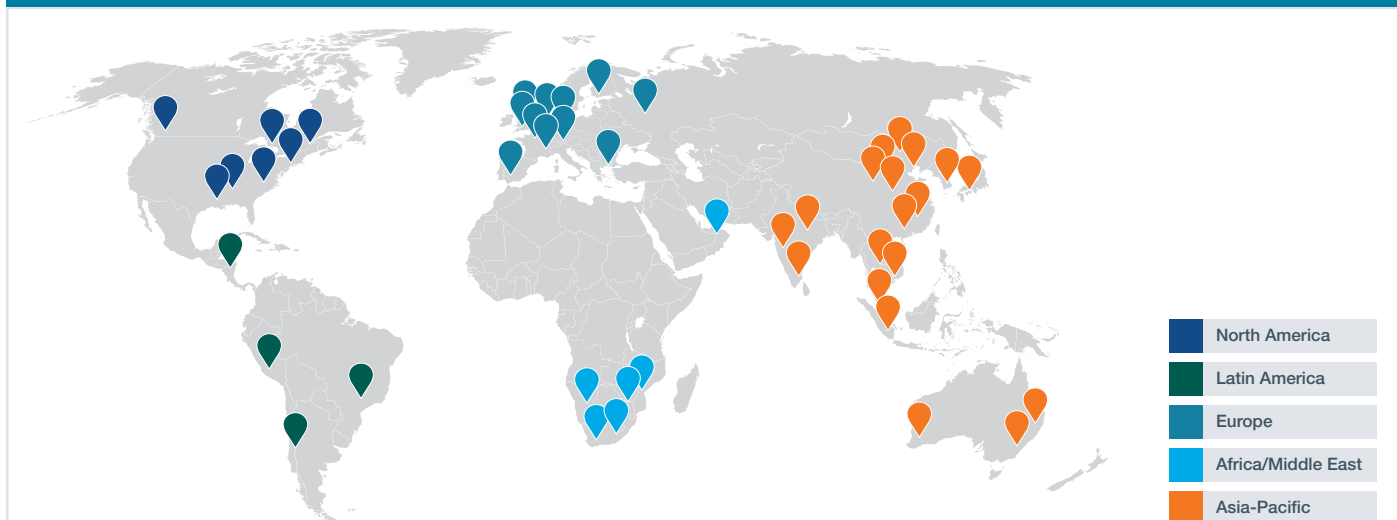 North America
Latin America
Europe
Africa/Middle East
Asia-Pacific